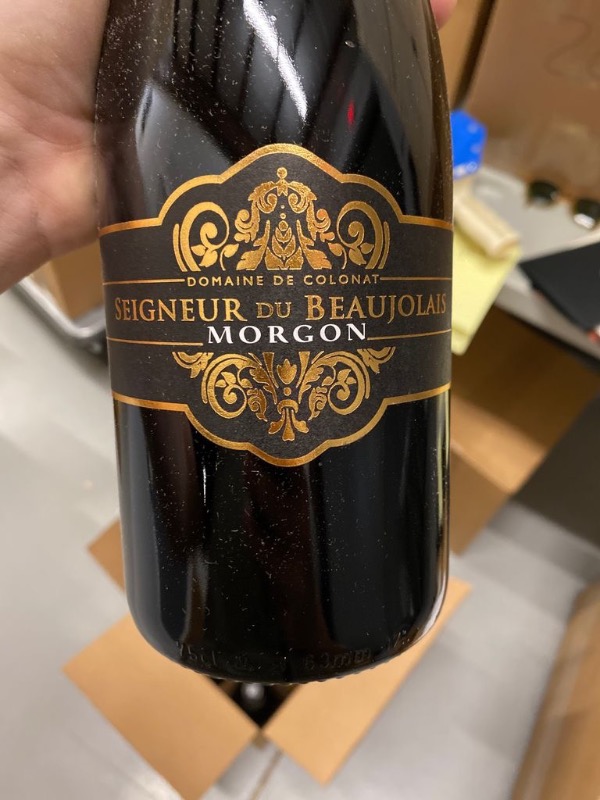 DOMAINE DE COLONAT
SEIGNEUR DU BEAUJOLAIS
MORGON